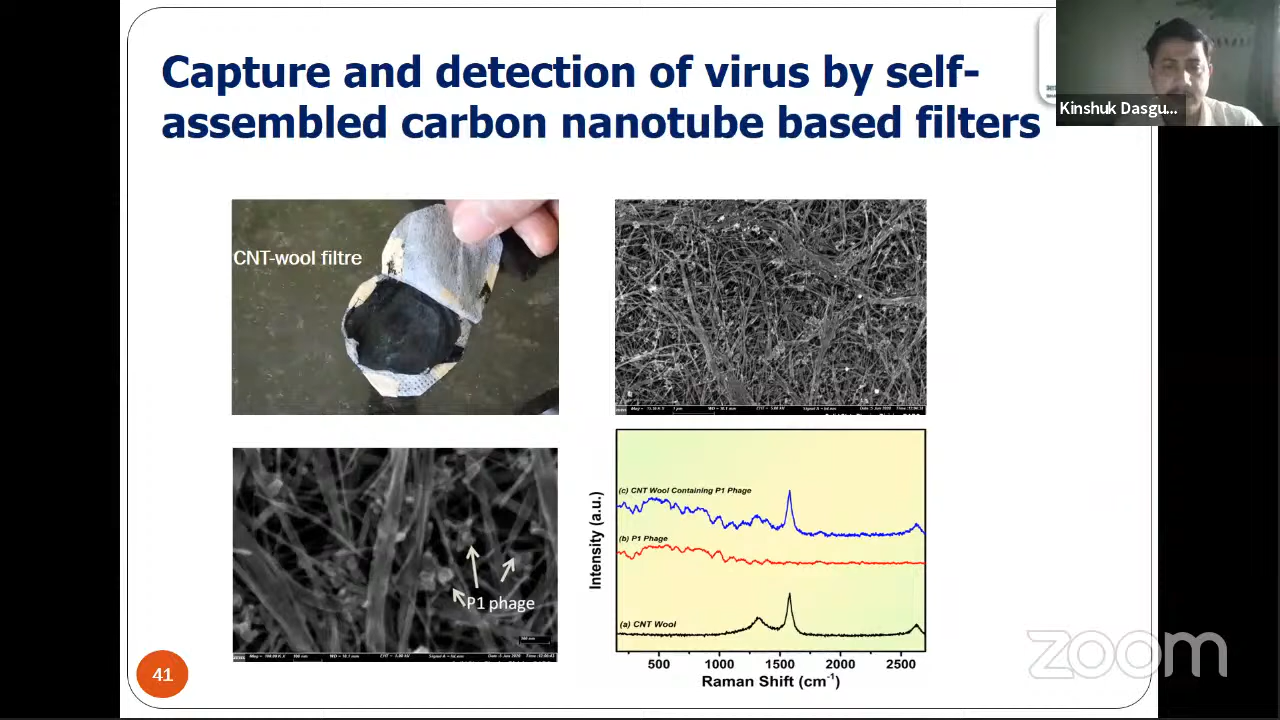 Capture and detection of virus by self-
assembled carbon nanotube based filters
Kinshuk Dasgu...
CNT-wool filtre
P1 phage
(c) CNT Wool Containing P1 Phage
(b) P1 Phage
(a) CNT Wool
Intensity (a.u.)
500 1000 1500 2000 2500
Raman Shift (cm⁻¹)
41
zoom